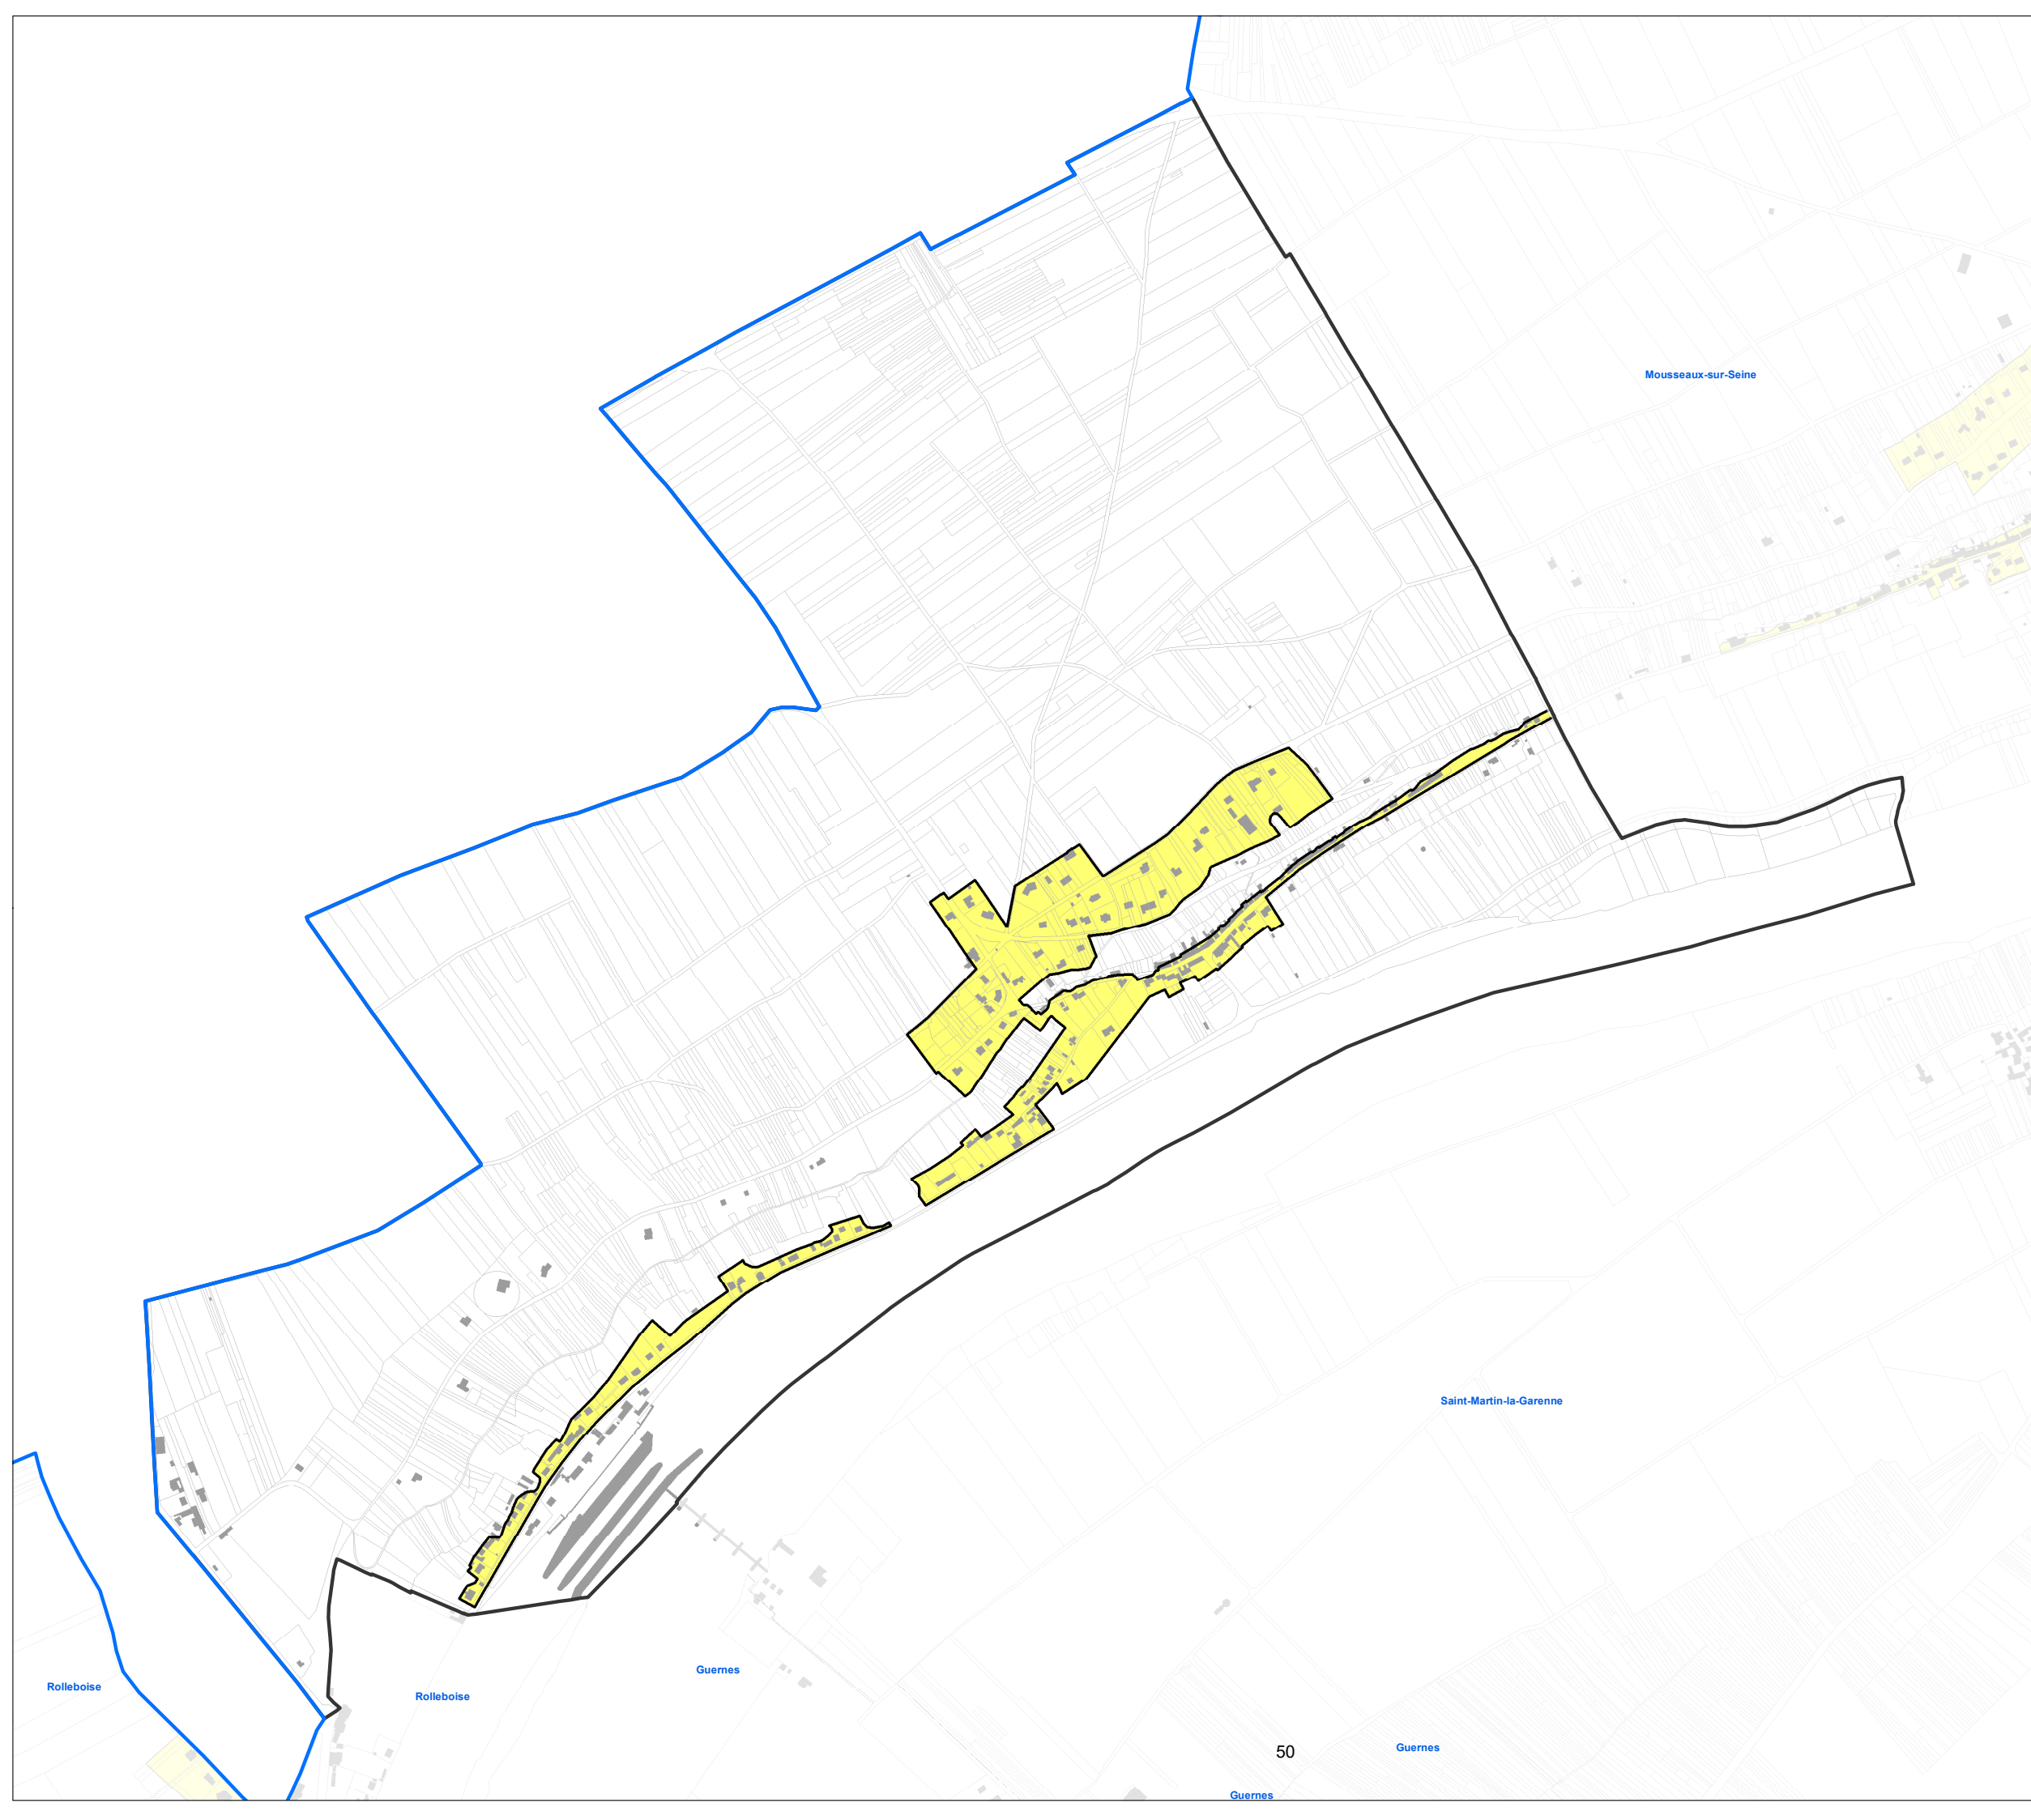 Mousseaux-sur-Seine
Saint-Martin-la-Garenne
Guernes
Rolleboise
Rolleboise
Guernes
50
Guernes